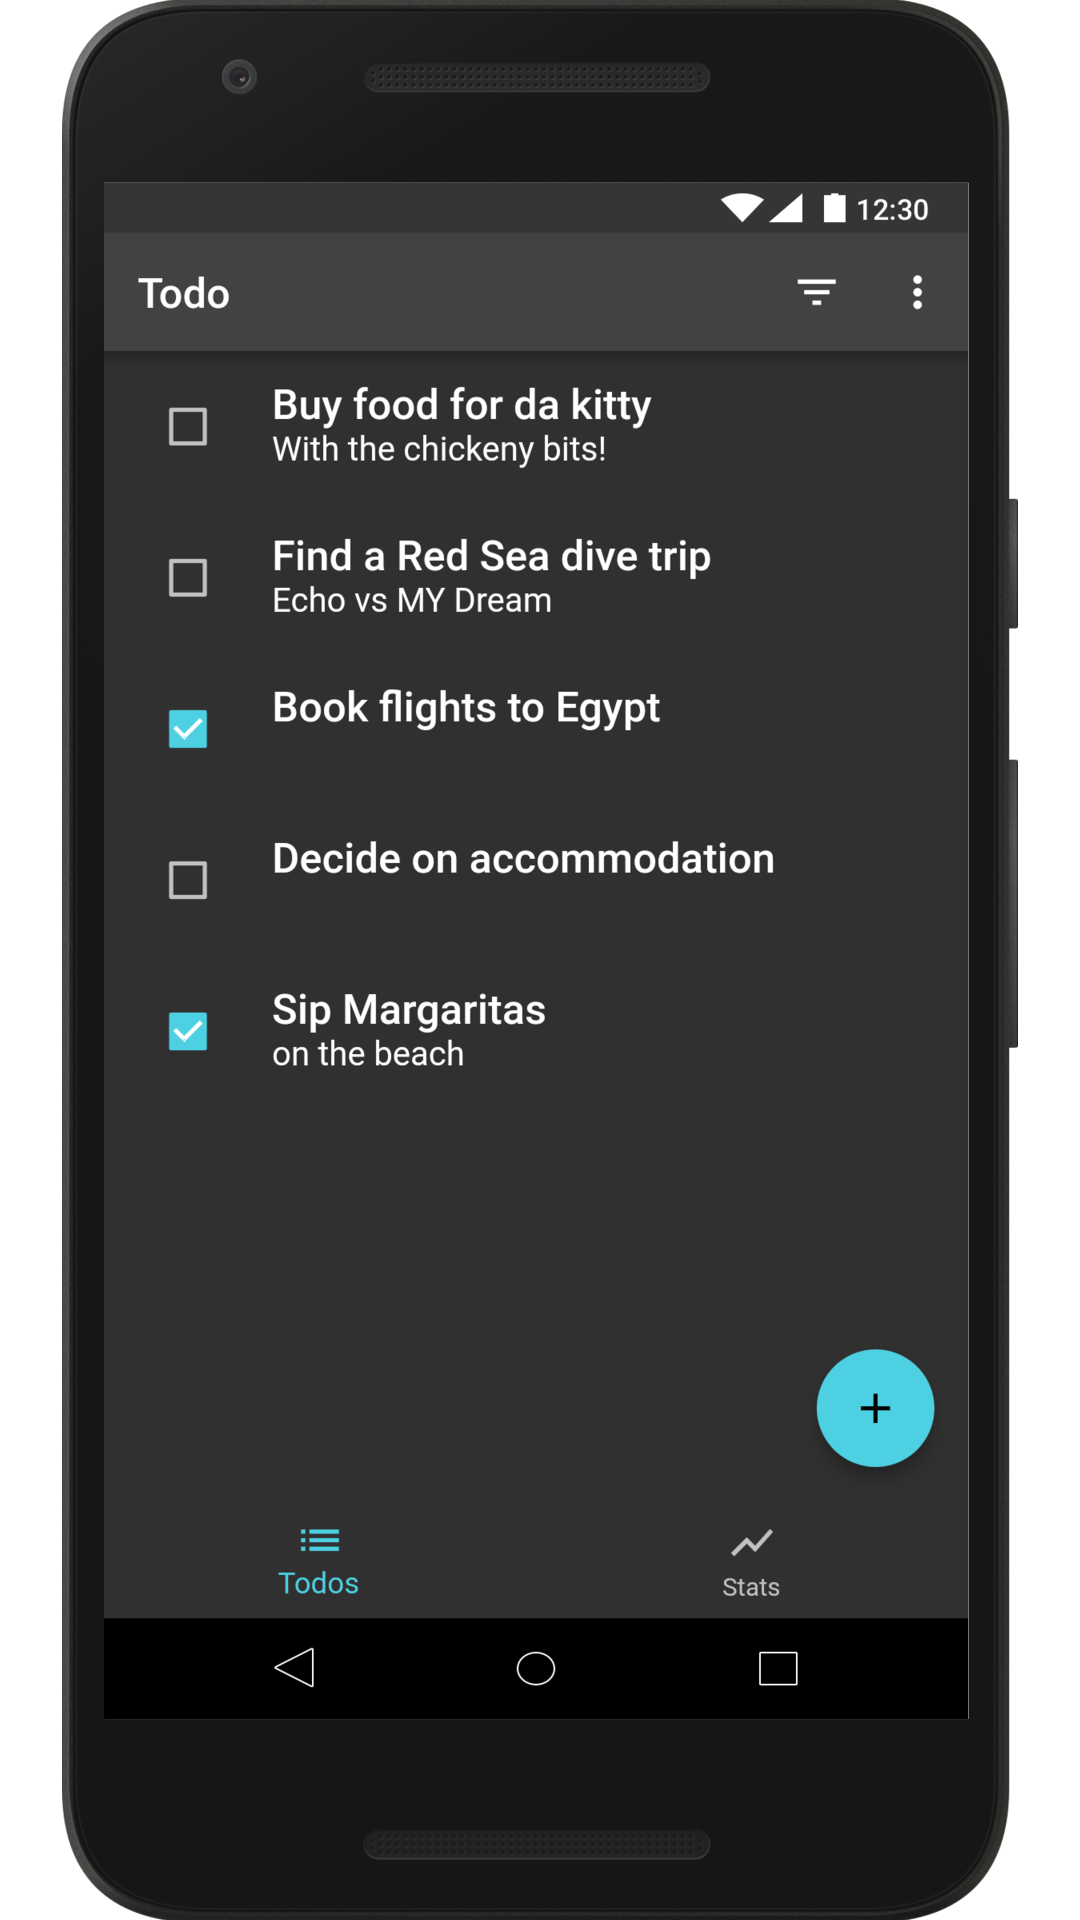 12:30
Todo
Buy food for da kitty
With the chickeny bits!
Find a Red Sea dive trip
Echo vs MY Dream
Book flights to Egypt
Decide on accommodation
Sip Margaritas
on the beach
Todos
Stats